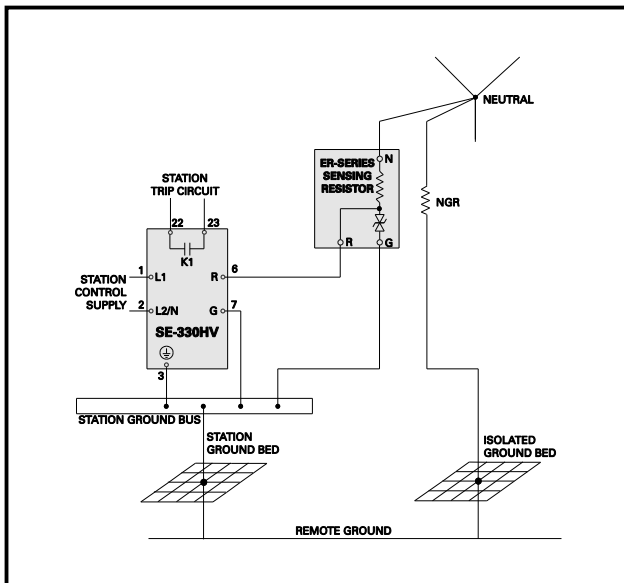 NEUTRAL
ER-SERIES
SENSING
RESISTOR
N
R
G
NGR
STATION
TRIP CIRCUIT
22
23
K1
1
L1
R
6
STATION
CONTROL
SUPPLY
2
L2/N
G
7
SE-330HV
3
STATION GROUND BUS
STATION
GROUND BED
ISOLATED
GROUND BED
REMOTE GROUND